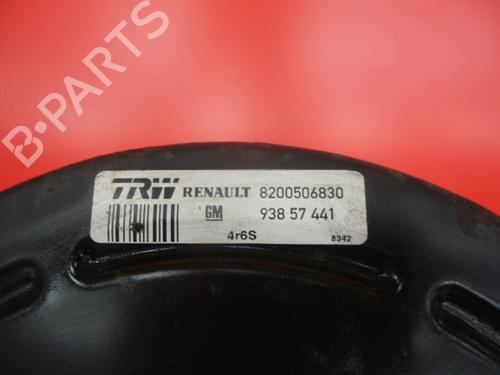 B-PARTS
TRW RENAULT 8200506830
GM 938 57 441
4r6S 8342